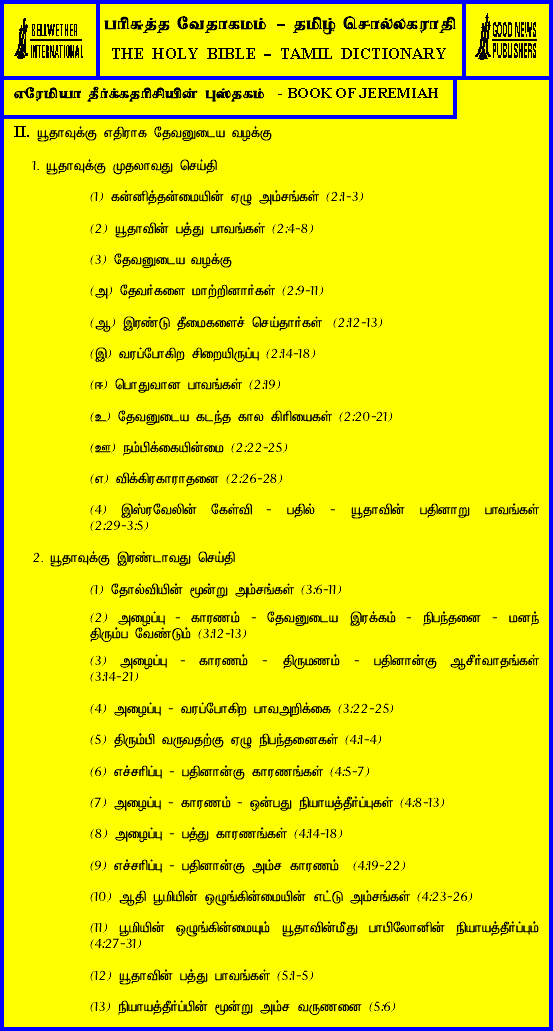 BELLWETHER
INTERNATIONAL
பரிசுத்த வேதாகமம் – தமிழ் சொல்லகராதி
THE HOLY BIBLE – TAMIL DICTIONARY
GOOD NEWS
PUBLISHERS
எரேமியா தீர்க்கதரிசியின் புஸ்தகம் - BOOK OF JEREMIAH
II. யூதாவுக்கு எதிராக தேவனுடைய வழக்கு
1. யூதாவுக்கு முதலாவது செய்தி
(1) கன்னித்தன்மையின் ஏழு அம்சங்கள் (2:1-3)
(2) யூதாவின் பத்து பாவங்கள் (2:4-8)
(3) தேவனுடைய வழக்கு
(அ) தேவர்களை மாற்றினார்கள் (2:9-11)
(ஆ) இரண்டு தீமைகளைச் செய்தார்கள் (2:12-13)
(இ) வரப்போகிற சிறையிருப்பு (2:14-18)
(ஈ) பொதுவான பாவங்கள் (2:19)
(உ) தேவனுடைய கடந்த கால கிரியைகள் (2:20-21)
(ஊ) நம்பிக்கையின்மை (2:22-25)
(எ) விக்கிரகாராதனை (2:26-28)
(4) இஸ்ரவேலின் கேள்வி - பதில் - யூதாவின் பதினாறு பாவங்கள்
(2:29-3:5)
2. யூதாவுக்கு இரண்டாவது செய்தி
(1) தோல்வியின் மூன்று அம்சங்கள் (3:6-11)
(2) அழைப்பு - காரணம் - தேவனுடைய இரக்கம் - நிபந்தனை - மனந்
திரும்ப வேண்டும் (3:12-13)
(3) அழைப்பு - காரணம் - திருமணம் - பதினான்கு ஆசீர்வாதங்கள்
(3:14-21)
(4) அழைப்பு - வரப்போகிற பாவஅறிக்கை (3:22-25)
(5) திரும்பி வருவதற்கு ஏழு நிபந்தனைகள் (4:1-4)
(6) எச்சரிப்பு - பதினான்கு காரணங்கள் (4:5-7)
(7) அழைப்பு - காரணம் - ஒன்பது நியாயத்தீர்ப்புகள் (4:8-13)
(8) அழைப்பு - பத்து காரணங்கள் (4:14-18)
(9) எச்சரிப்பு - பதினான்கு அம்ச காரணம் (4:19-22)
(10) ஆதி பூமியின் ஒழுங்கின்மையின் எட்டு அம்சங்கள் (4:23-26)
(11) பூமியின் ஒழுங்கின்மையும் யூதாவின்மீது பாபிலோனின் நியாயத்தீர்ப்பும்
(4:27-31)
(12) யூதாவின் பத்து பாவங்கள் (5:1-5)
(13) நியாயத்தீர்ப்பின் மூன்று அம்ச வருணனை (5:6)